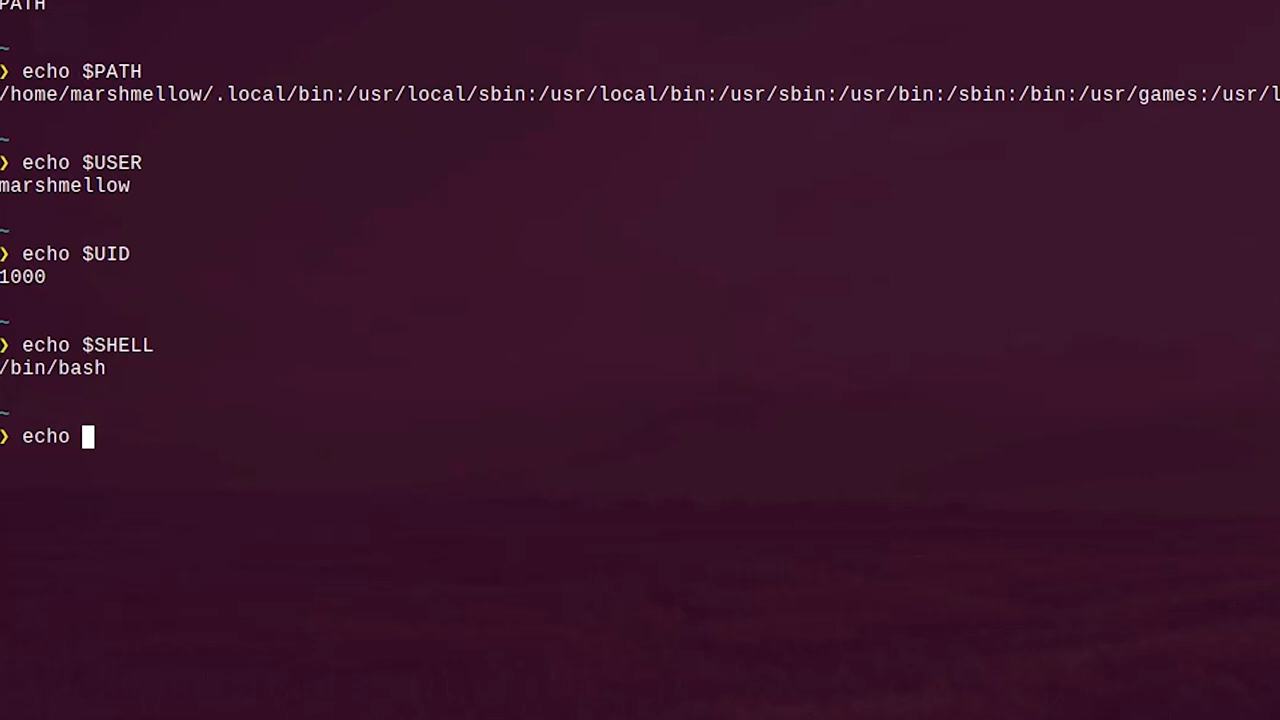 PATH
~
❯ echo $PATH
/home/marshmellow/.local/bin:/usr/local/sbin:/usr/local/bin:/usr/sbin:/usr/bin:/sbin:/bin:/usr/games:/usr/l
~
❯ echo $USER
marshmellow
~
❯ echo $UID
1000
~
❯ echo $SHELL
/bin/bash
~
❯ echo